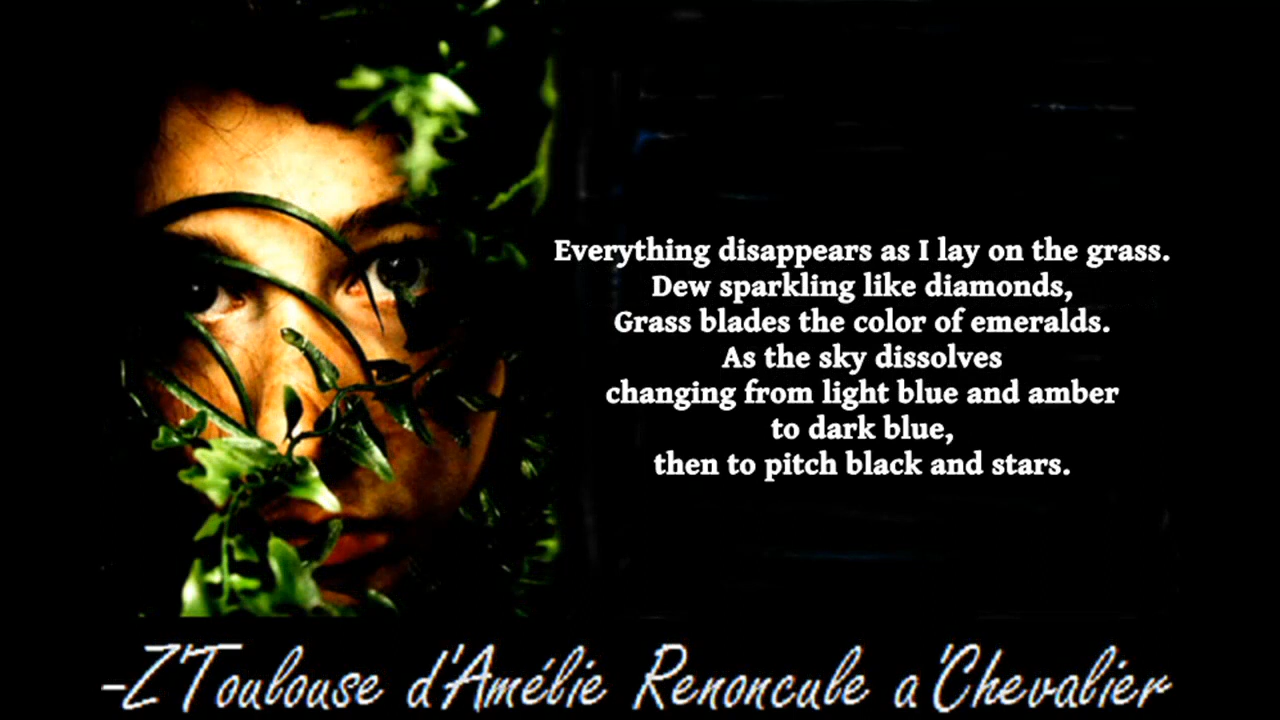 Everything disappears as I lay on the grass.
Dew sparkling like diamonds,
Grass blades the color of emeralds.
As the sky dissolves
changing from light blue and amber
to dark blue,
then to pitch black and stars.
-Z'Toulouse d'Amélie Renoncule a'Chevalier